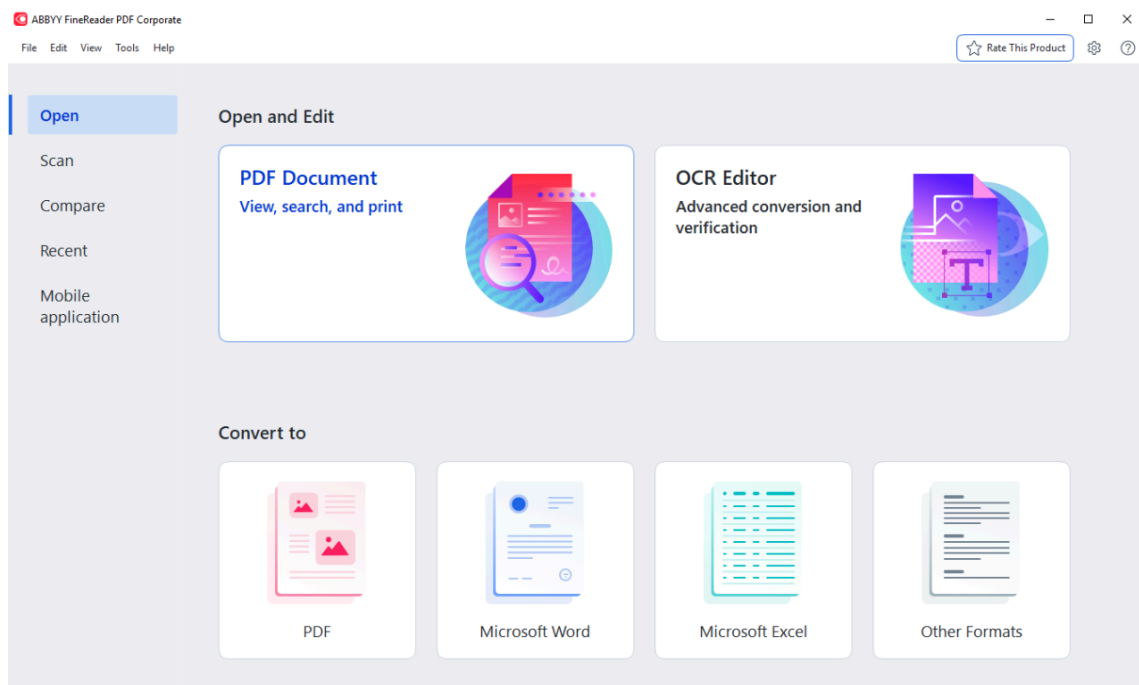 ABBYY FineReader PDF Corporate
File Edit View Tools Help
Rate This Product
Open
Scan
Compare
Recent
Mobile
application
Open and Edit
PDF Document
View, search, and print
OCR Editor
Advanced conversion and
verification
Convert to
PDF
Microsoft Word
Microsoft Excel
Other Formats